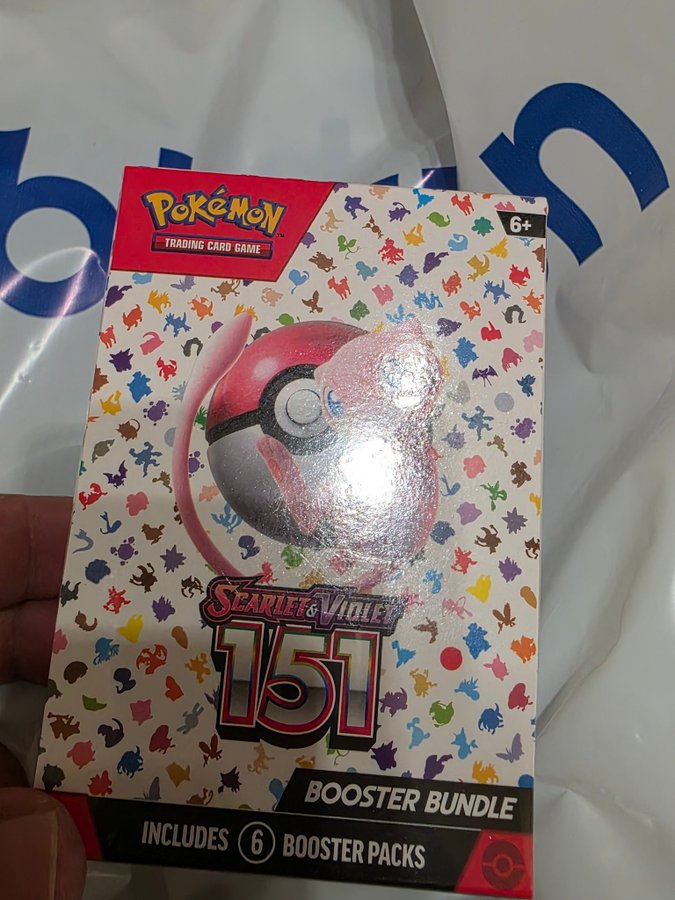 POKéMON
TRADING CARD GAME
6+
SCARLET & VIOLET
151
BOOSTER BUNDLE
INCLUDES 6 BOOSTER PACKS